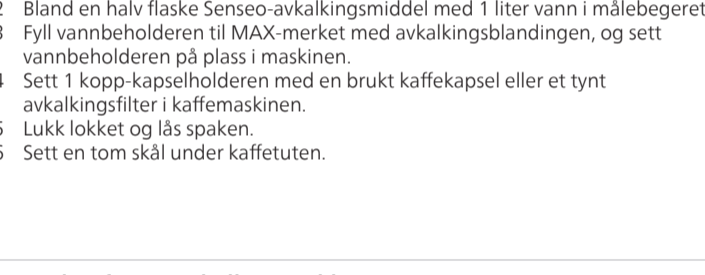 Bland en halv flaske Senseo-avkalkingsmiddel med 1 liter vann i målebegeret
Fyll vannbeholderen til MAX-merket med avkalkingsblandingen, og sett
vannbeholderen på plass i maskinen.
Sett 1 kopp-kapselholderen med en brukt kaffekapsel eller et tynt
avkalkingsfilter i kaffemaskinen.
Lukk lokket og lås spaken.
Sett en tom skål under kaffetuten.